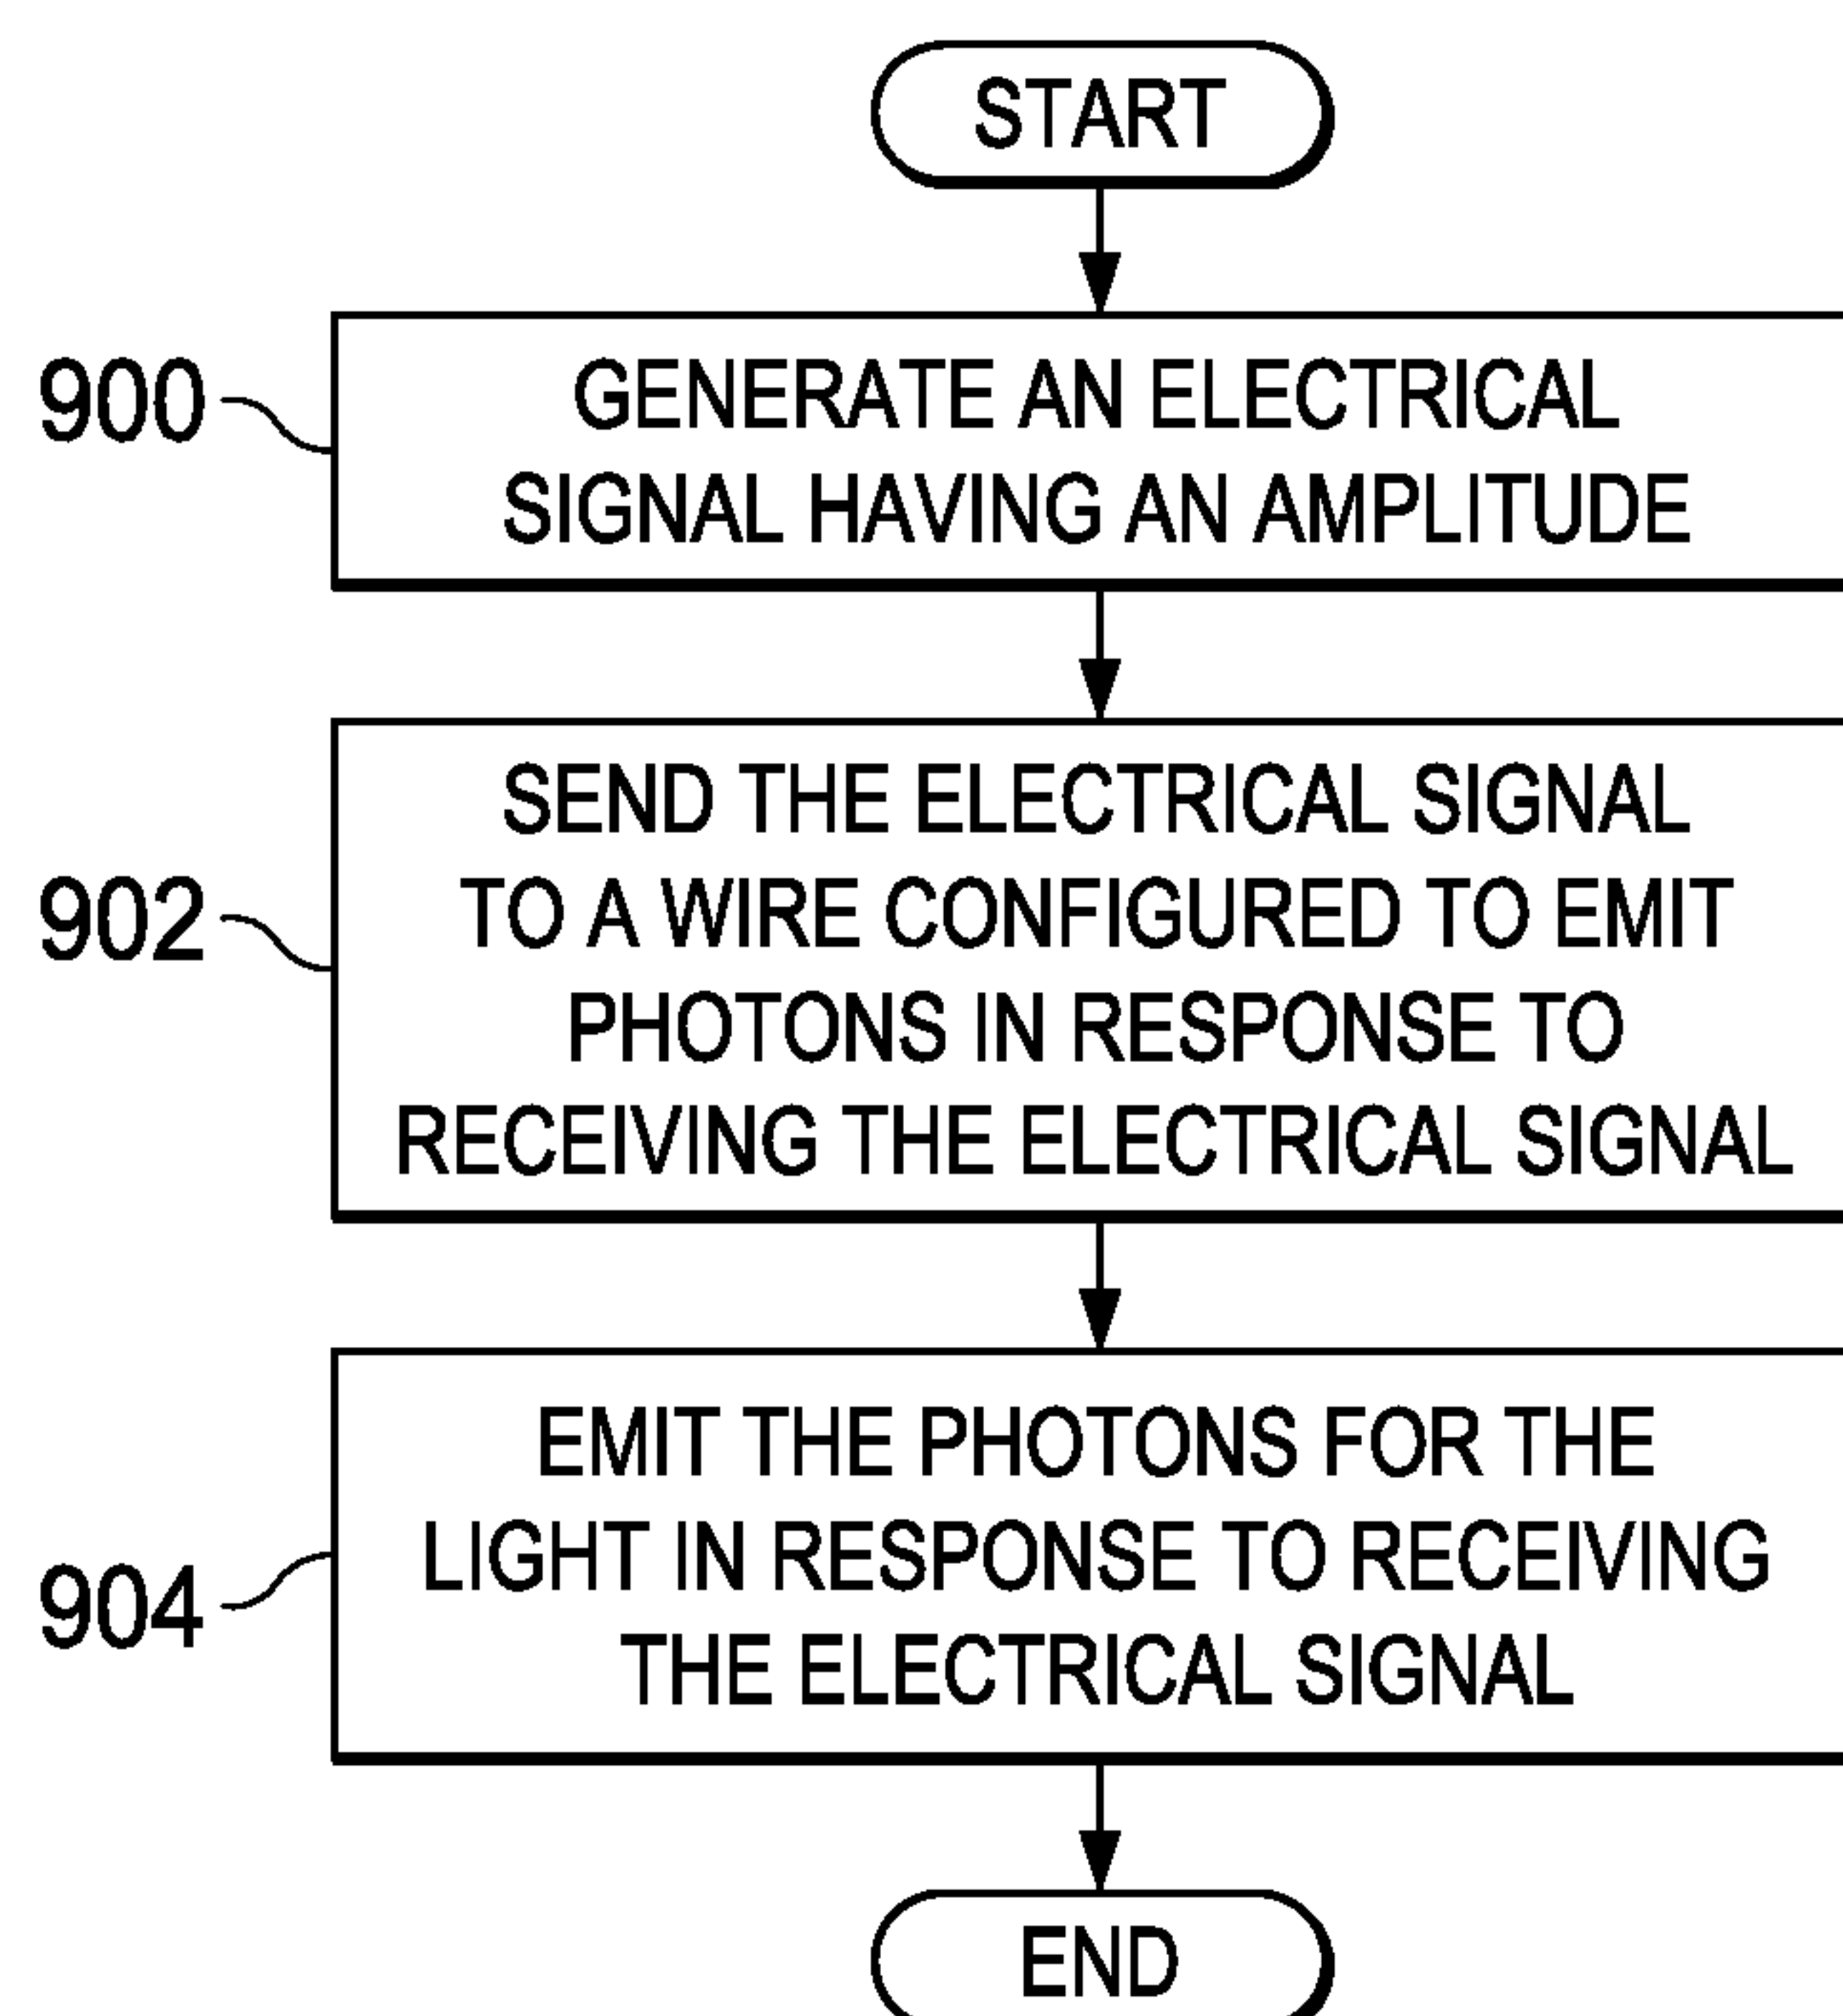 START
900
GENERATE AN ELECTRICAL
SIGNAL HAVING AN AMPLITUDE
902
SEND THE ELECTRICAL SIGNAL
TO A WIRE CONFIGURED TO EMIT
PHOTONS IN RESPONSE TO
RECEIVING THE ELECTRICAL SIGNAL
904
EMIT THE PHOTONS FOR THE
LIGHT IN RESPONSE TO RECEIVING
THE ELECTRICAL SIGNAL
END